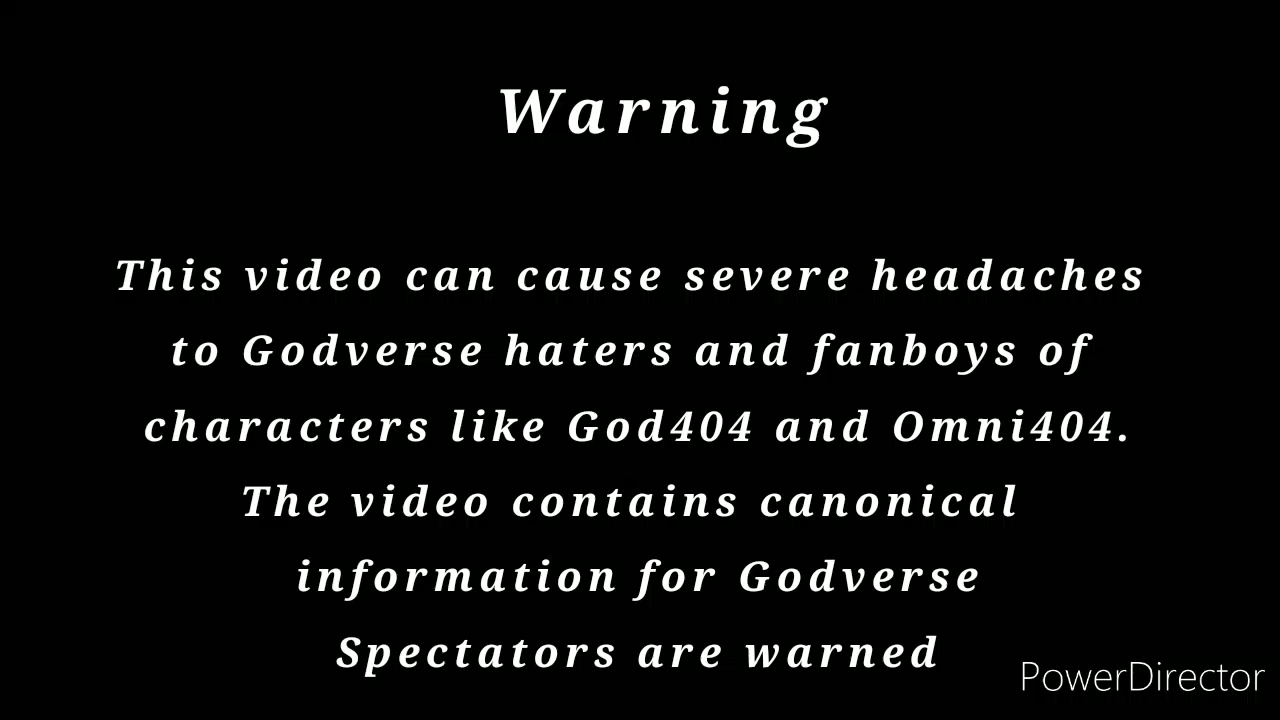 Warning
This video can cause severe headaches
to Godverse haters and fanboys of
characters like God404 and Omni404.
The video contains canonical
information for Godverse
Spectators are warned
PowerDirector